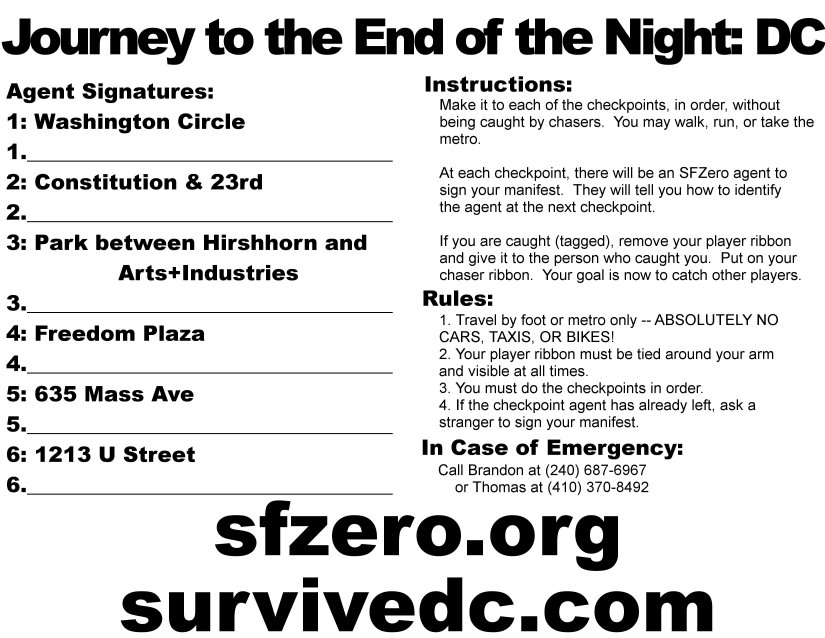 Journey to the End of the Night: DC
Agent Signatures:
1: Washington Circle
1.
2: Constitution & 23rd
2.
3: Park between Hirshhorn and
Arts+Industries
3.
4: Freedom Plaza
4.
5: 635 Mass Ave
5.
6: 1213 U Street
6.
Instructions:
Make it to each of the checkpoints, in order, without
being caught by chasers. You may walk, run, or take the
metro.
At each checkpoint, there will be an SFZero agent to
sign your manifest. They will tell you how to identify
the agent at the next checkpoint.
If you are caught (tagged), remove your player ribbon
and give it to the person who caught you. Put on your
chaser ribbon. Your goal is now to catch other players.
Rules:
1. Travel by foot or metro only -- ABSOLUTELY NO
CARS, TAXIS, OR BIKES!
2. Your player ribbon must be tied around your arm
and visible at all times.
3. You must do the checkpoints in order.
4. If the checkpoint agent has already left, ask a
stranger to sign your manifest.
In Case of Emergency:
Call Brandon at (240) 687-6967
or Thomas at (410) 370-8492
sfzero.org
survivedc.com